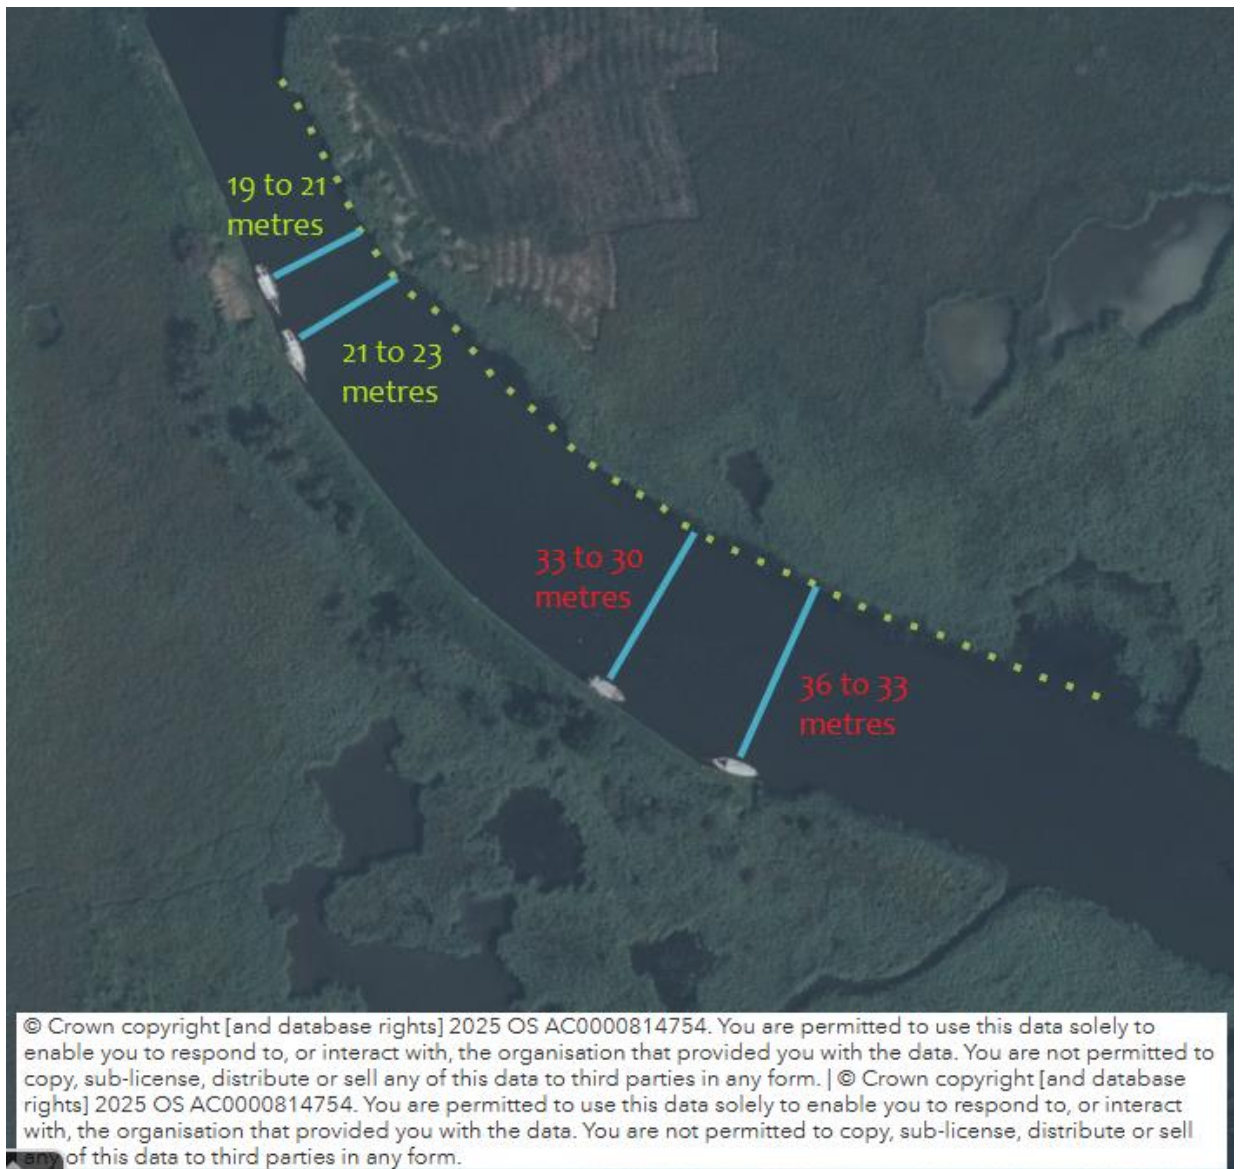 19 to 21
metres
21 to 23
metres
33 to 30
metres
36 to 33
metres
© Crown copyright [and database rights] 2025 OS AC0000814754. You are permitted to use this data solely to
enable you to respond to, or interact with, the organisation that provided you with the data. You are not permitted to
copy, sub-license, distribute or sell any of this data to third parties in any form. | © Crown copyright [and database
rights] 2025 OS AC0000814754. You are permitted to use this data solely to enable you to respond to, or interact
with, the organisation that provided you with the data. You are not permitted to copy, sub-license, distribute or sell
any of this data to third parties in any form.